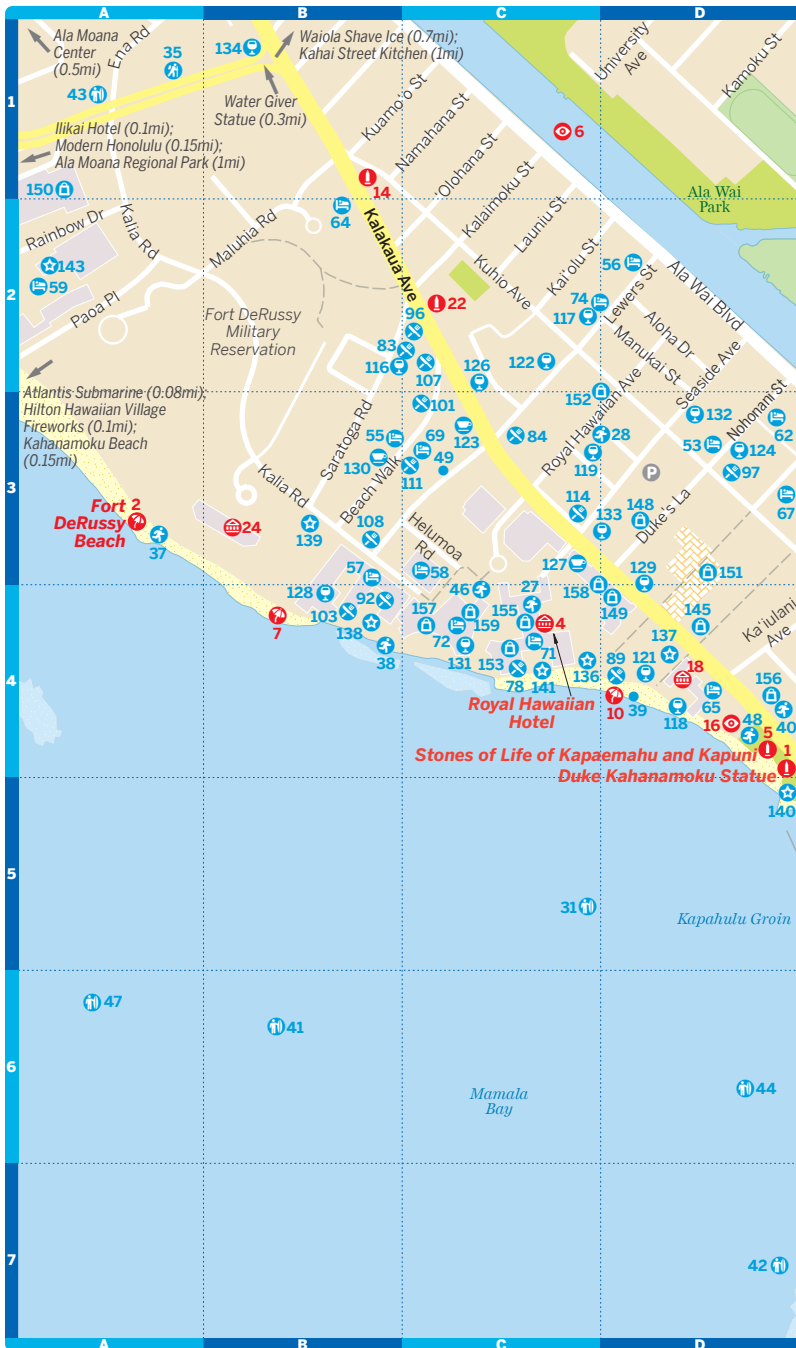 A
B
C
D
1
2
3
4
5
6
7
Ala Moana
Center
(0.5mi)
Ena Rd
35
134
Waiola Shave Ice (0.7mi);
Kahai Street Kitchen (1mi)
43
Water Giver
Statue (0.3mi)
Ilikai Hotel (0.1mi);
Modern Honolulu (0.15mi);
Ala Moana Regional Park (1mi)
Kuamo'o St
Namahana St
'Olohana St
Kalaimoku St
Launiu St
Kai'olu St
6
University
Ave
Kamoku St
Ala Wai
Park
150
14
64
Rainbow Dr
Kalia Rd
Maluhia Rd
Kalakaua Ave
Kuhio Ave
Ala Wai Blvd
143
59
Paoa Pl
Fort DeRussy
Military
Reservation
22
96
83
116
107
126
122
56
74
117
Lewers St
Aloha Dr
Manukai St
Seaside Ave
Nohonani St
Royal Hawaiian Ave
152
Atlantis Submarine (0.08mi);
Hilton Hawaiian Village
Fireworks (0.1mi);
Kahanamoku Beach
(0.15mi)
Saratoga Rd
Beach Walk
Kalia Rd
101
55
69
123
130
111
49
84
28
119
132
53
124
62
97
P
67
Fort
DeRussy
Beach
2
37
24
139
108
Helumoa
Rd
114
133
148
Duke's La
57
58
127
158
129
151
128
92
103
138
38
7
46
27
157
155
4
159
72
131
153
71
78
141
136
149
145
137
Ka'iulani
Ave
89
121
18
156
10
39
118
65
16
48
40
5
1
Royal Hawaiian
Hotel
Stones of Life of Kapaemahu and Kapuni
Duke Kahanamoku Statue
140
31
Kapahulu Groin
47
41
44
Mamala
Bay
42
A
B
C
D